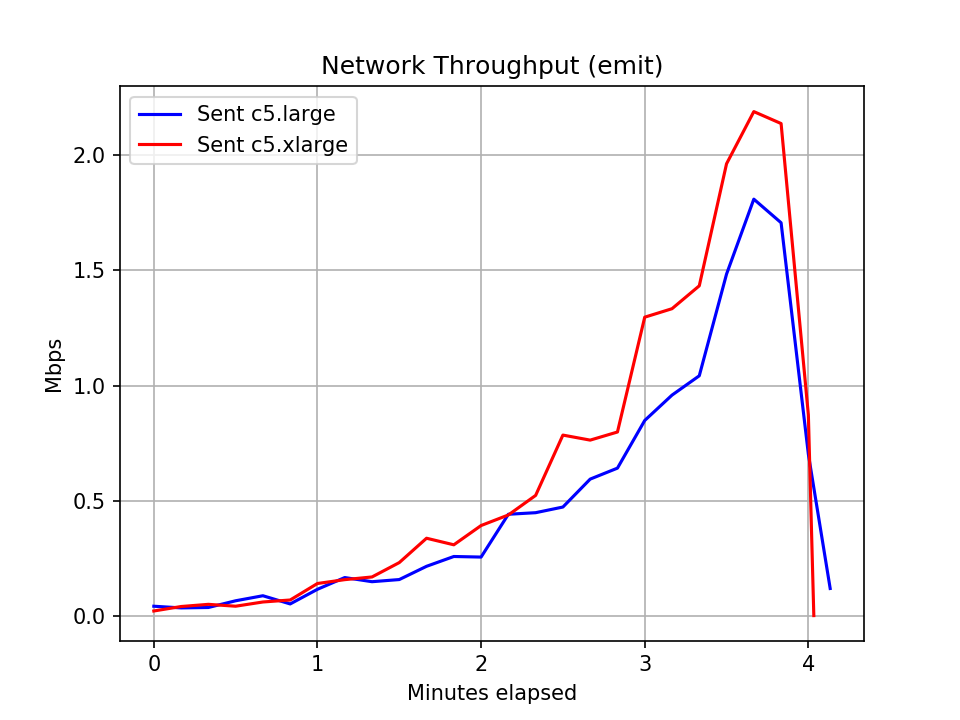 Network Throughput (emit)
Sent c5.large
Sent c5.xlarge
Mbps
2.0
1.5
1.0
0.5
0.0
0 1 2 3 4
Minutes elapsed